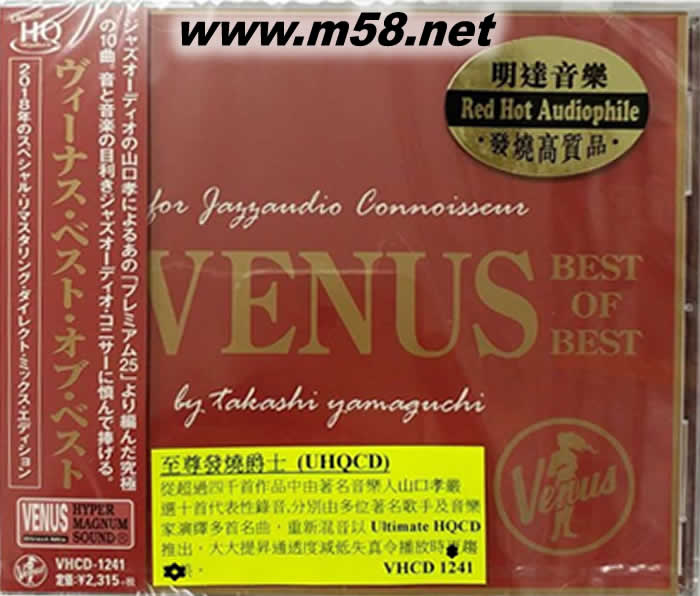 www.m58.net
HQ
ジャズオーディオの山口孝によるあの「プレミアム25」より編んだ究極
の10曲。音と音楽の目利きジャズオーディオ・コニサーに慎んで捧げる。
ヴィーナス・ベスト・オブ・ベスト
2018年のスペシャル・リマスタリング・ダイレクト・ミックス・エディション
VENUS
HYPER
MAGNUM
SOUND
Venus
VHCD-1241
定価:¥2,315+税
明達音樂
Red Hot Audiophile
·發燒高質品·
for Jazzaudio Connoisseur
VENUS
BEST
OF
BEST
by takashi yamaguchi
Venus
至尊發燒爵士 (UHQCD)
從超過四千首作品中由著名音樂人山口孝嚴
選十首代表性錄音,分別由多位著名歌手及音樂
家演繹多首名曲，重新混音以 Ultimate HQCD
推出，大大提昇通透度減低失真令播放時更趨
VHCD 1241